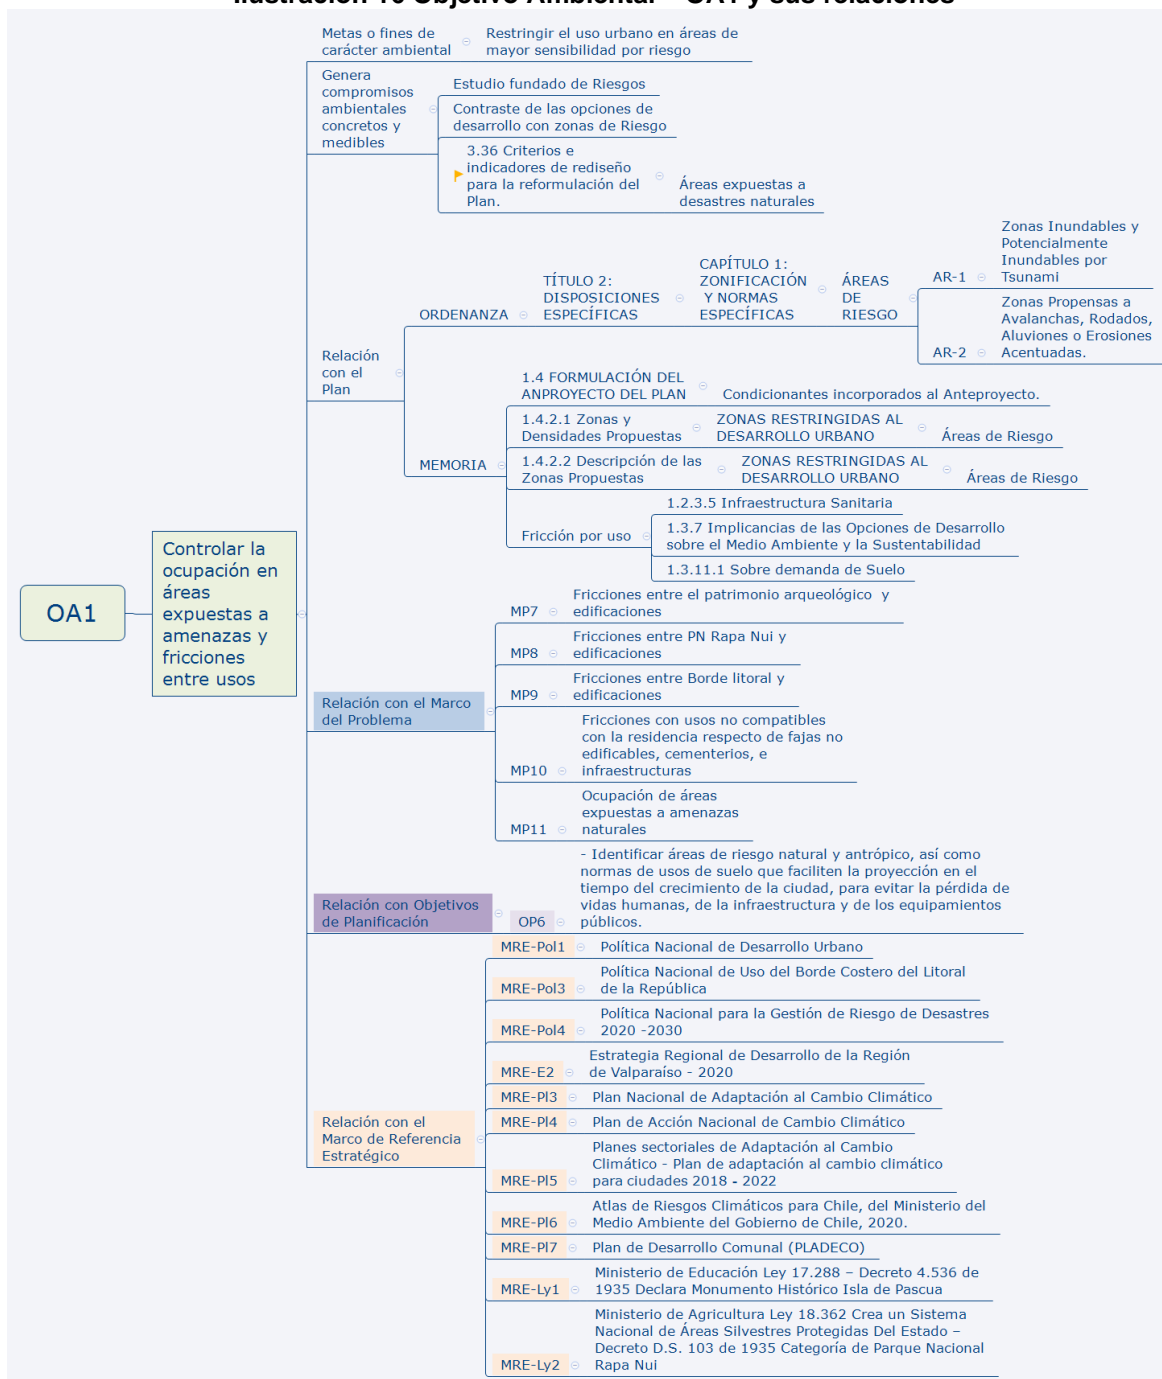 Ilustración 10 Objetivo Ambiental – OA1 y sus relaciones
OA1
Controlar la
ocupación en
áreas
expuestas a
amenazas y
fricciones
entre usos
Metas o fines de
carácter ambiental
Restringir el uso urbano en áreas de
mayor sensibilidad por riesgo
Genera
compromisos
ambientales
concretos y
medibles
Estudio fundado de Riesgos
Contraste de las opciones de
desarrollo con zonas de Riesgo
3.36 Criterios e
indicadores de rediseño
para la reformulación del
Plan.
Áreas expuestas a
desastres naturales
Relación
con el
Plan
ORDENANZA
TÍTULO 2:
DISPOSICIONES
ESPECÍFICAS
CAPÍTULO 1:
ZONIFICACIÓN
Y NORMAS
ESPECÍFICAS
ÁREAS
DE
RIESGO
AR-1
Zonas Inundables y
Potencialmente
Inundables por
Tsunami
AR-2
Zonas Propensas a
Avalanchas, Rodados,
Aluviones o Erosiones
Acentuadas.
MEMORIA
1.4 FORMULACIÓN DEL
ANPROYECTO DEL PLAN
Condicionantes incorporados al Anteproyecto.
1.4.2.1 Zonas y
Densidades Propuestas
ZONAS RESTRINGIDAS AL
DESARROLLO URBANO
Áreas de Riesgo
1.4.2.2 Descripción de las
Zonas Propuestas
ZONAS RESTRINGIDAS AL
DESARROLLO URBANO
Áreas de Riesgo
Fricción por uso
1.2.3.5 Infraestructura Sanitaria
1.3.7 Implicancias de las Opciones de Desarrollo
sobre el Medio Ambiente y la Sustentabilidad
1.3.11.1 Sobre demanda de Suelo
Relación con el Marco
del Problema
MP7
Fricciones entre el patrimonio arqueológico y
edificaciones
MP8
Fricciones entre PN Rapa Nui y
edificaciones
MP9
Fricciones entre Borde litoral y
edificaciones
MP10
Fricciones con usos no compatibles
con la residencia respecto de fajas no
edificables, cementerios, e
infraestructuras
MP11
Ocupación de áreas
expuestas a amenazas
naturales
Relación con Objetivos
de Planificación
OP6
- Identificar áreas de riesgo natural y antrópico, así como
normas de usos de suelo que faciliten la proyección en el
tiempo del crecimiento de la ciudad, para evitar la pérdida de
vidas humanas, de la infraestructura y de los equipamientos
públicos.
Relación con el
Marco de Referencia
Estratégico
MRE-Pol1
Política Nacional de Desarrollo Urbano
MRE-Pol3
Política Nacional de Uso del Borde Costero del Litoral
de la República
MRE-Pol4
Política Nacional para la Gestión de Riesgo de Desastres
2020 -2030
MRE-E2
Estrategia Regional de Desarrollo de la Región
de Valparaíso - 2020
MRE-Pl3
Plan Nacional de Adaptación al Cambio Climático
MRE-Pl4
Plan de Acción Nacional de Cambio Climático
MRE-Pl5
Planes sectoriales de Adaptación al Cambio
Climático - Plan de adaptación al cambio climático
para ciudades 2018 - 2022
MRE-Pl6
Atlas de Riesgos Climáticos para Chile, del Ministerio del
Medio Ambiente del Gobierno de Chile, 2020.
MRE-Pl7
Plan de Desarrollo Comunal (PLADECO)
MRE-Ly1
Ministerio de Educación Ley 17.288 – Decreto 4.536 de
1935 Declara Monumento Histórico Isla de Pascua
MRE-Ly2
Ministerio de Agricultura Ley 18.362 Crea un Sistema
Nacional de Áreas Silvestres Protegidas Del Estado –
Decreto D.S. 103 de 1935 Categoría de Parque Nacional
Rapa Nui